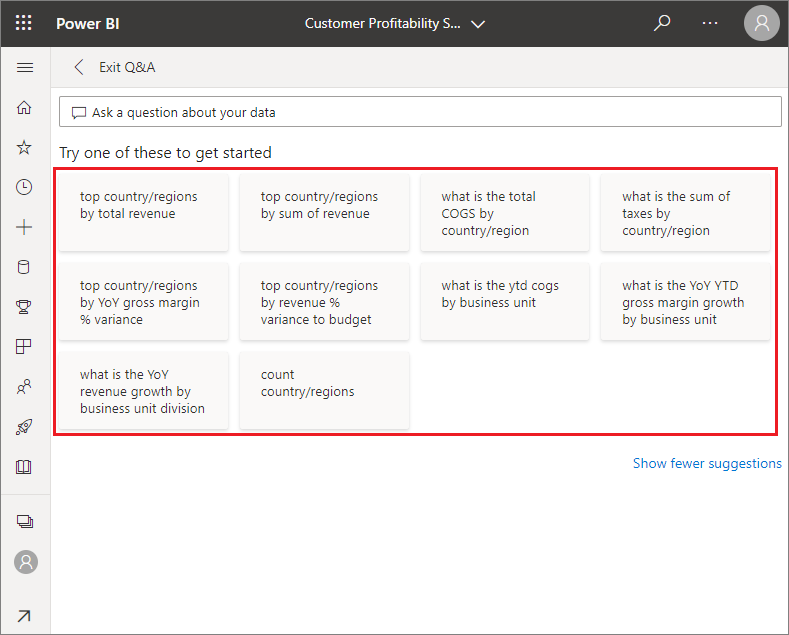 Power BI
Customer Profitability S...
Exit Q&A
Ask a question about your data
Try one of these to get started
top country/regions
by total revenue
top country/regions
by sum of revenue
what is the total
COGS by
country/region
what is the sum of
taxes by
country/region
top country/regions
by YoY gross margin
% variance
top country/regions
by revenue %
variance to budget
what is the ytd cogs
by business unit
what is the YoY YTD
gross margin growth
by business unit
what is the YoY
revenue growth by
business unit division
count
country/regions
Show fewer suggestions